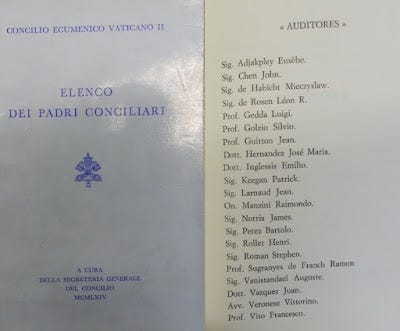 CONCILIO ECUMENICO VATICANO II
ELENCO
DEI PADRI CONCILIARI
A CURA
DELLA SEGRETERIA GENERALE
DEL CONCILIO
MCMLXIV
« AUDITORES »
Sig. Adjakpley Eusèbe.
Sig. Chen John.
Sig. de Habicht Mieczyslaw.
Sig. de Rosen Léon R.
Prof. Gedda Luigi.
Prof. Golzio Silvio.
Prof. Guitton Jean.
Dott. Hernandez José Maria.
Dott. Inglessis Emilio.
Sig. Keegan Patrick.
Sig. Larnaud Jean.
On. Manzini Raimondo.
Sig. Norris James.
Sig. Perez Bartolo.
Sig. Rollet Henri.
Sig. Roman Stephen.
Prof. Sugranyes de Franch Ramon
Sig. Vanistandael Auguste.
Dott. Vazquez Juan.
Avv. Veronese Vittorino.
Prof. Vito Francesco.